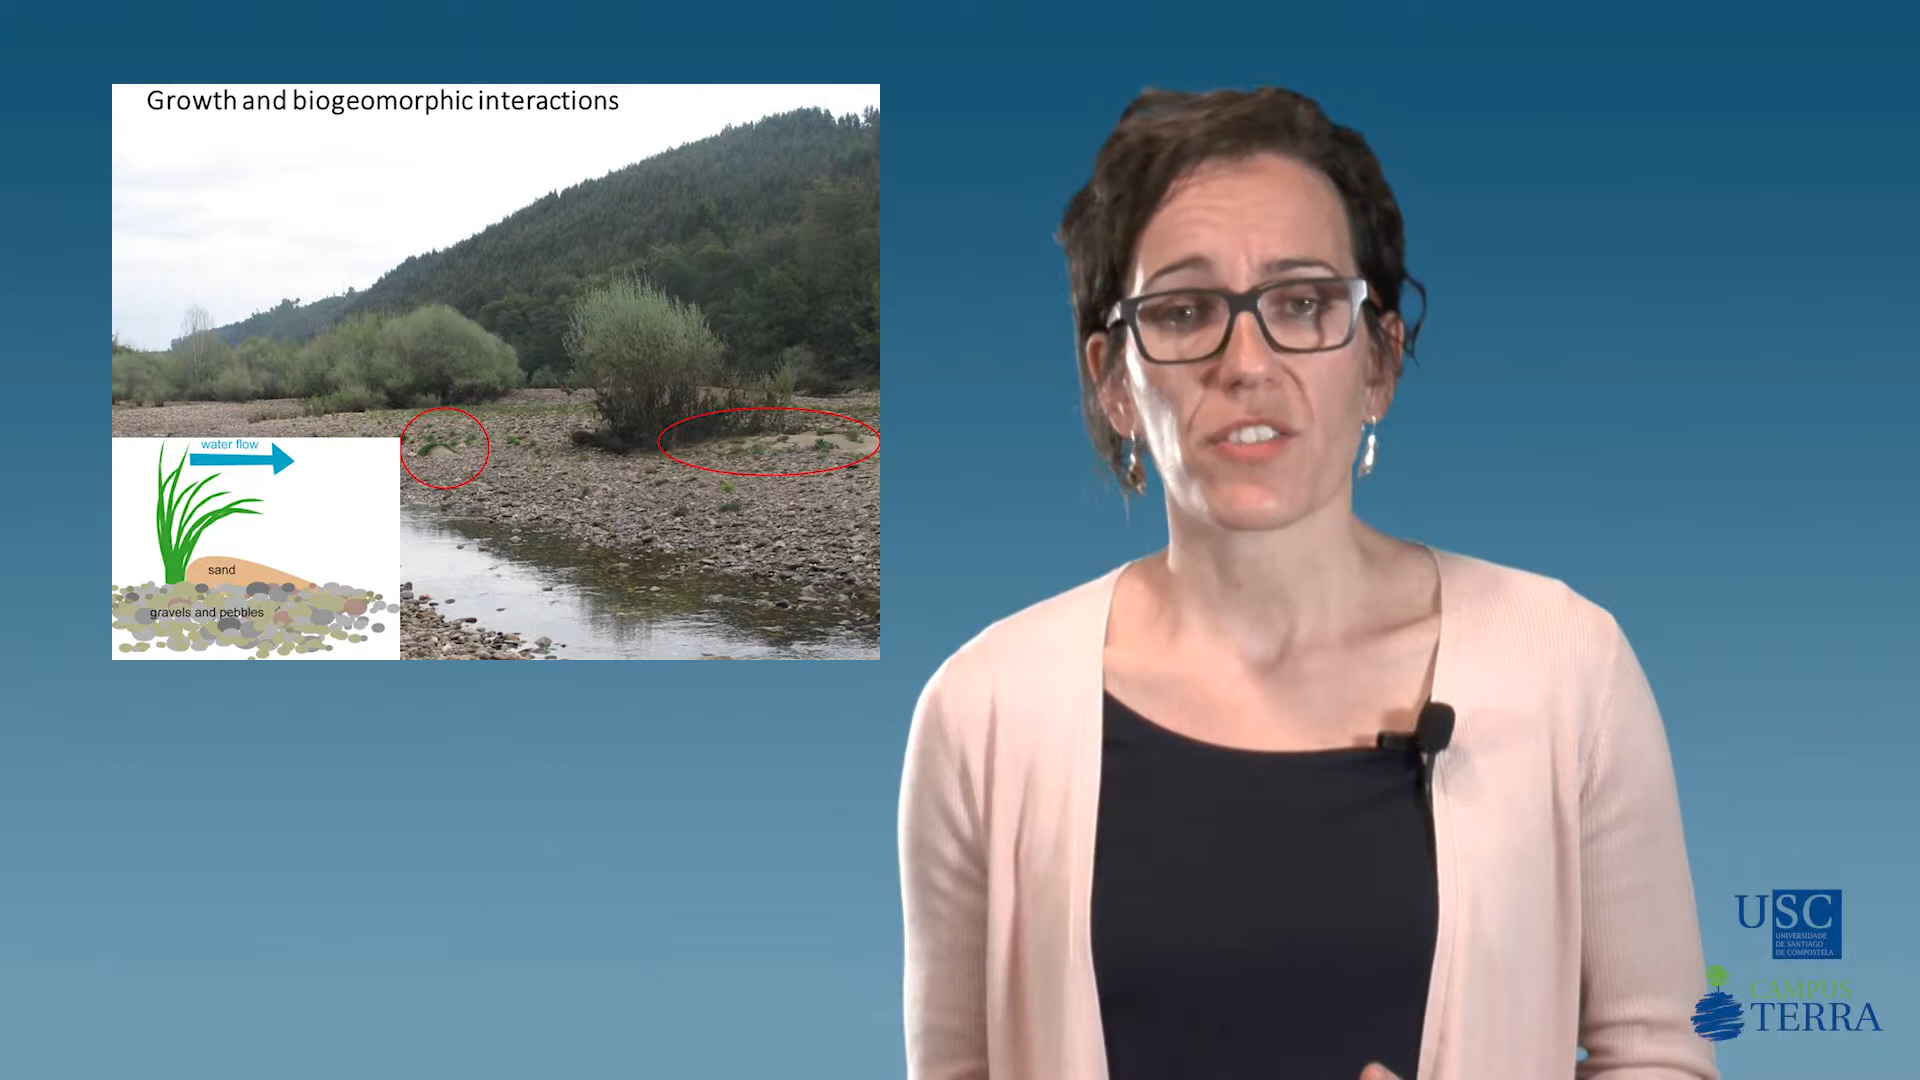 Growth and biogeomorphic interactions
water flow
sand
gravels and pebbles
USC
UNIVERSIDADE
DE SANTIAGO
DE COMPOSTELA
CAMPUS
TERRA